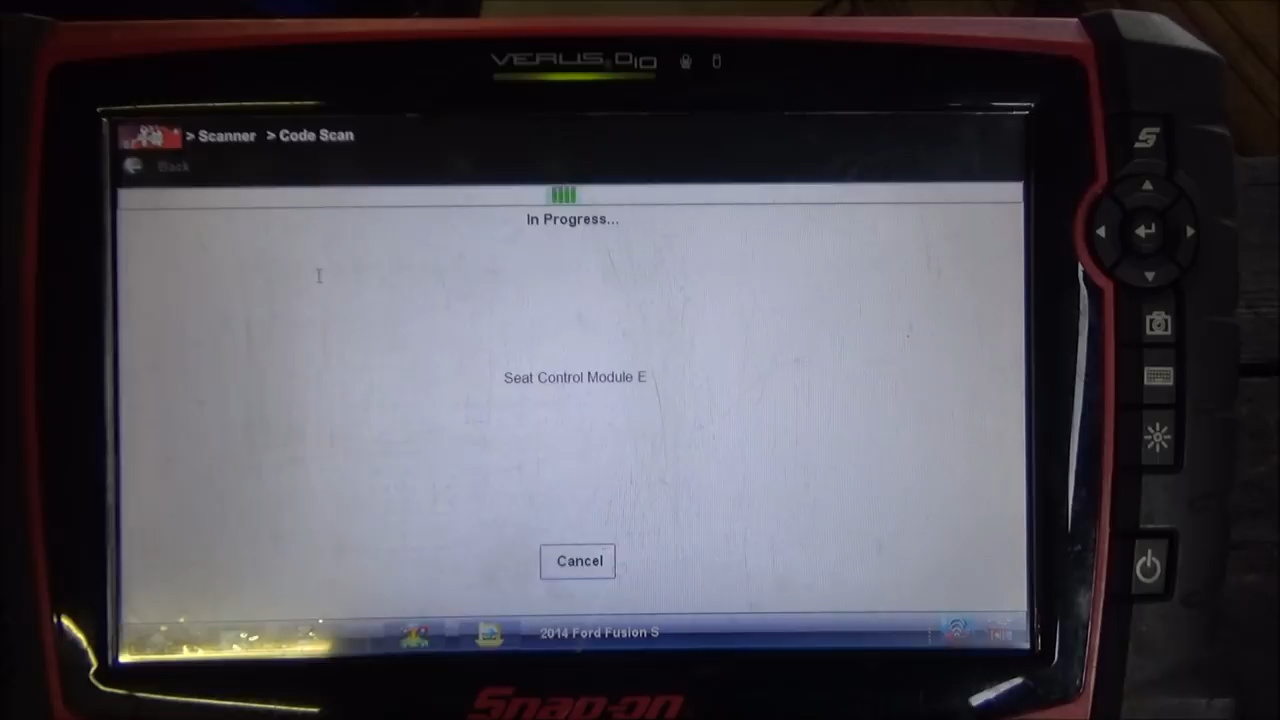 VERUS D10
> Scanner > Code Scan
Back
In Progress...
Seat Control Module E
Cancel
2014 Ford Fusion S
Snap-on